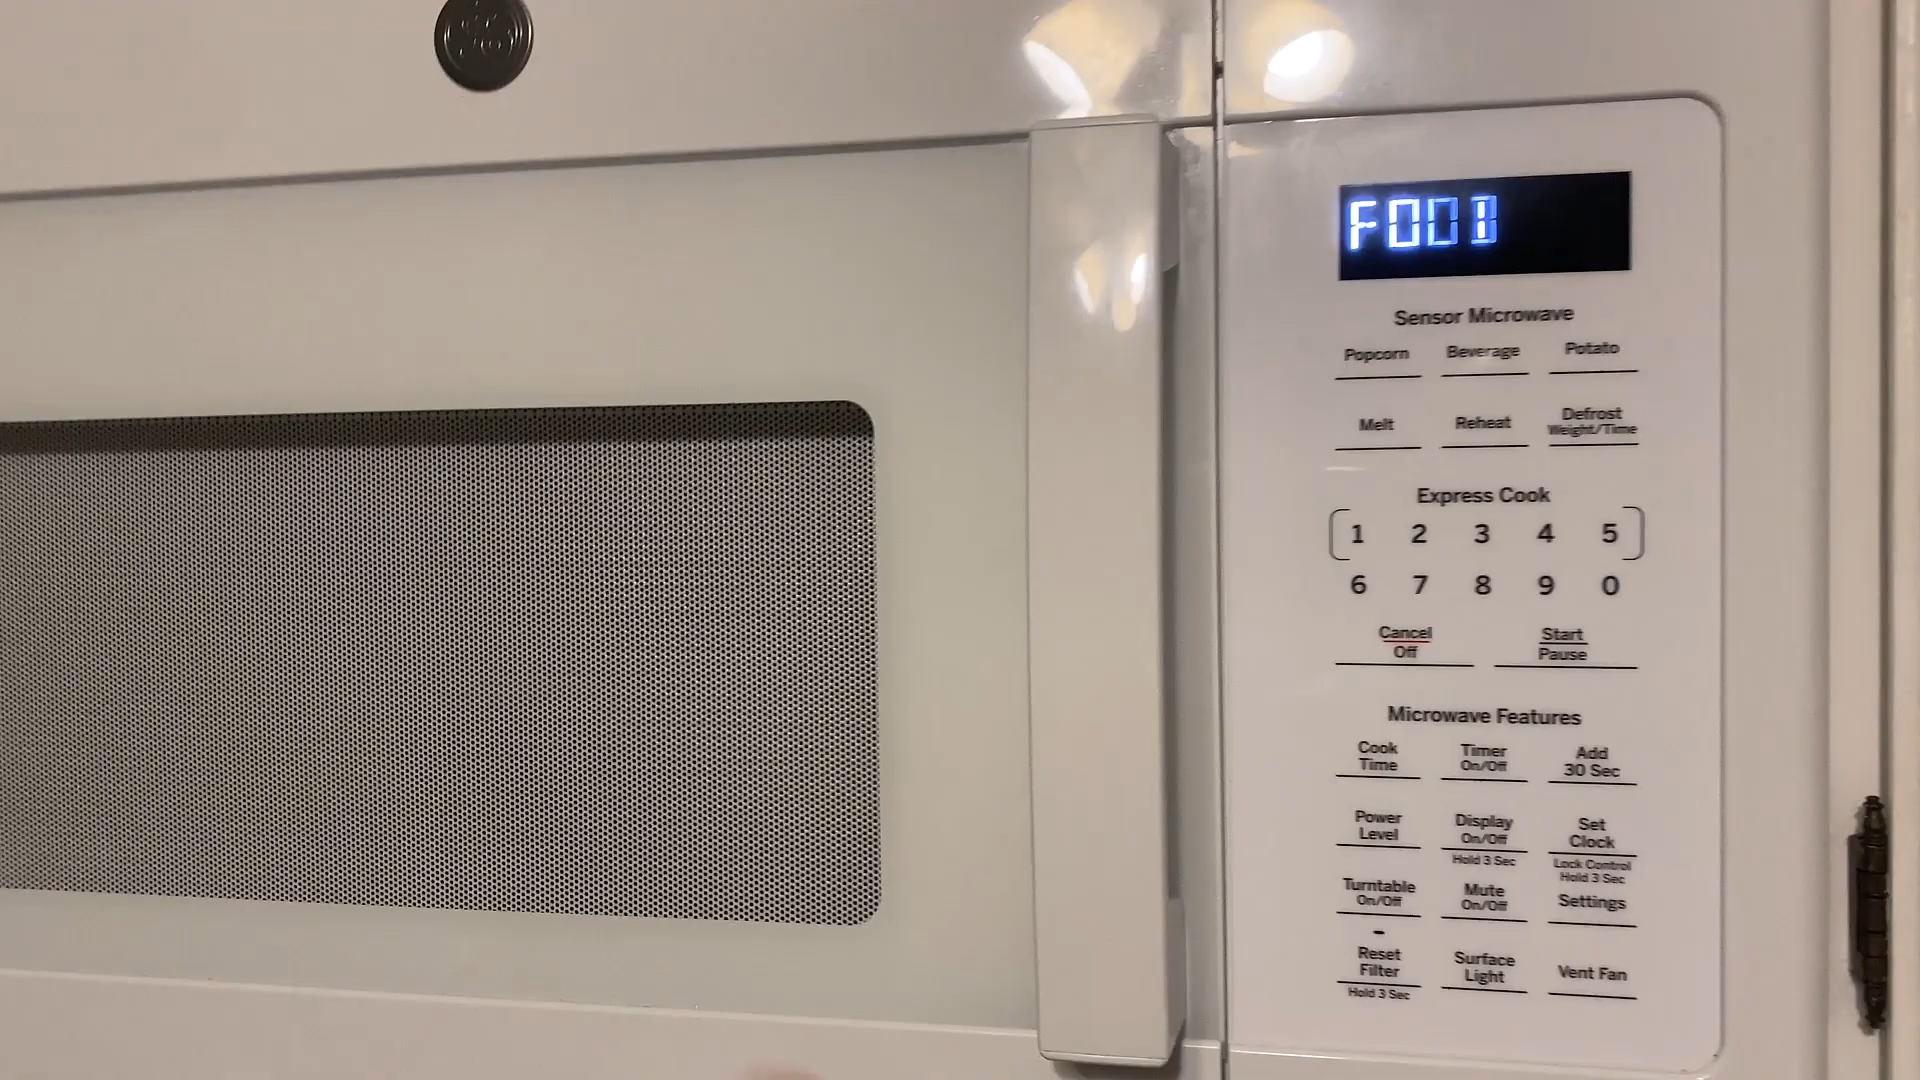 FOOD
Sensor Microwave
Popcorn Beverage Potato
Melt Reheat Defrost
Weight/Time
Express Cook
1 2 3 4 5
6 7 8 9 0
Cancel
Off
Start
Pause
Microwave Features
Cook
Time
Timer
On/Off
Add
30 Sec
Power
Level
Display
On/Off
Hold 3 Sec
Set
Clock
Lock Control
Hold 3 Sec
Turntable
On/Off
Mute
On/Off
Settings
Reset
Filter
Hold 3 Sec
Surface
Light
Vent Fan